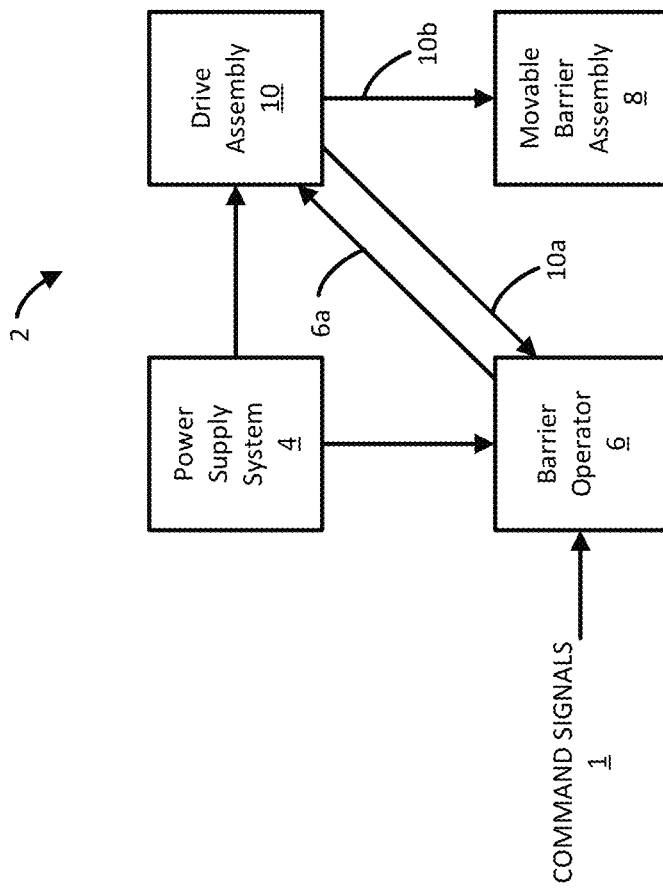 2
Power
Supply
System
4
Drive
Assembly
10
6a
10a
10b
COMMAND SIGNALS
1
Barrier
Operator
6
Movable
Barrier
Assembly
8